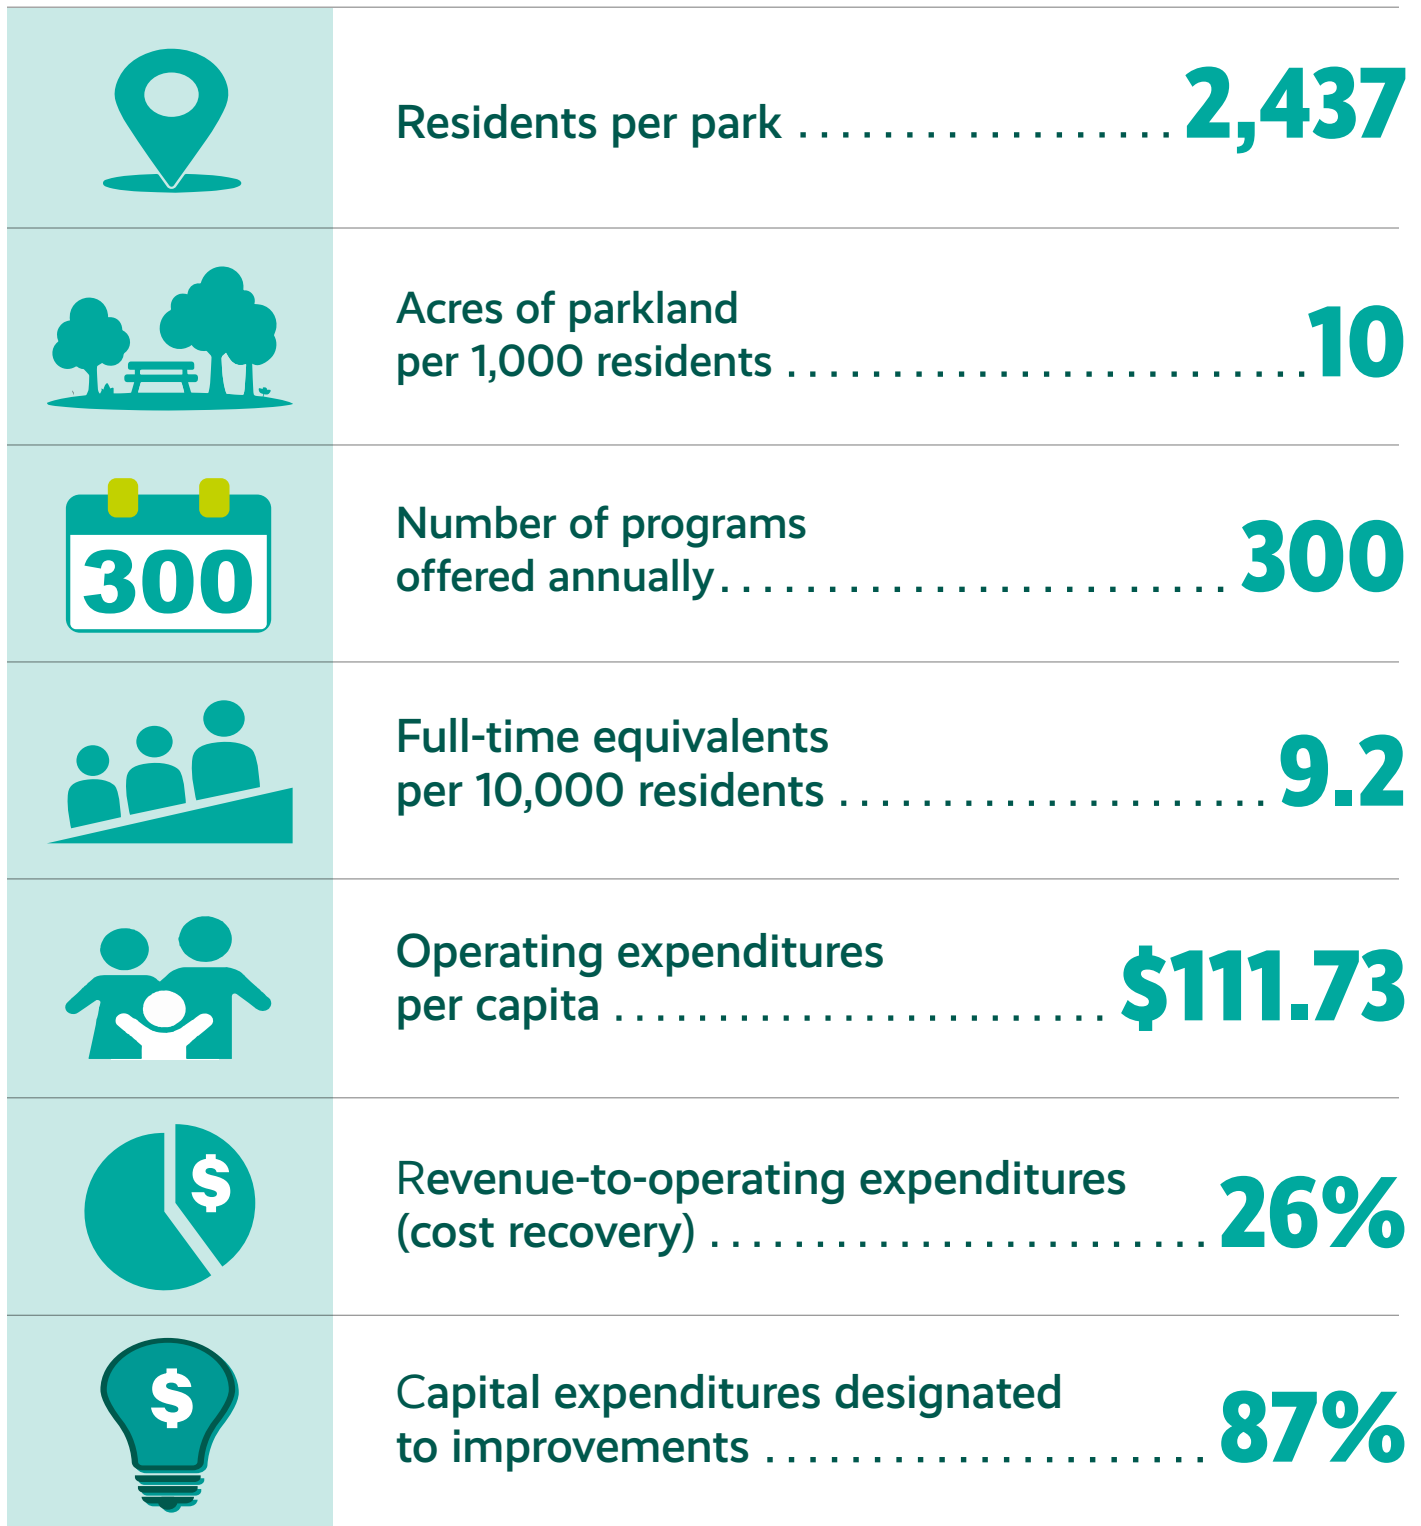 Residents per park .................. 2,437
Acres of parkland
per 1,000 residents ......................... 10
300
Number of programs
offered annually........................ 300
Full-time equivalents
per 10,000 residents ..................... 9.2
Operating expenditures
per capita ........................ $111.73
$
Revenue-to-operating expenditures
(cost recovery) ........................ 26%
$
Capital expenditures designated
to improvements ..................... 87%